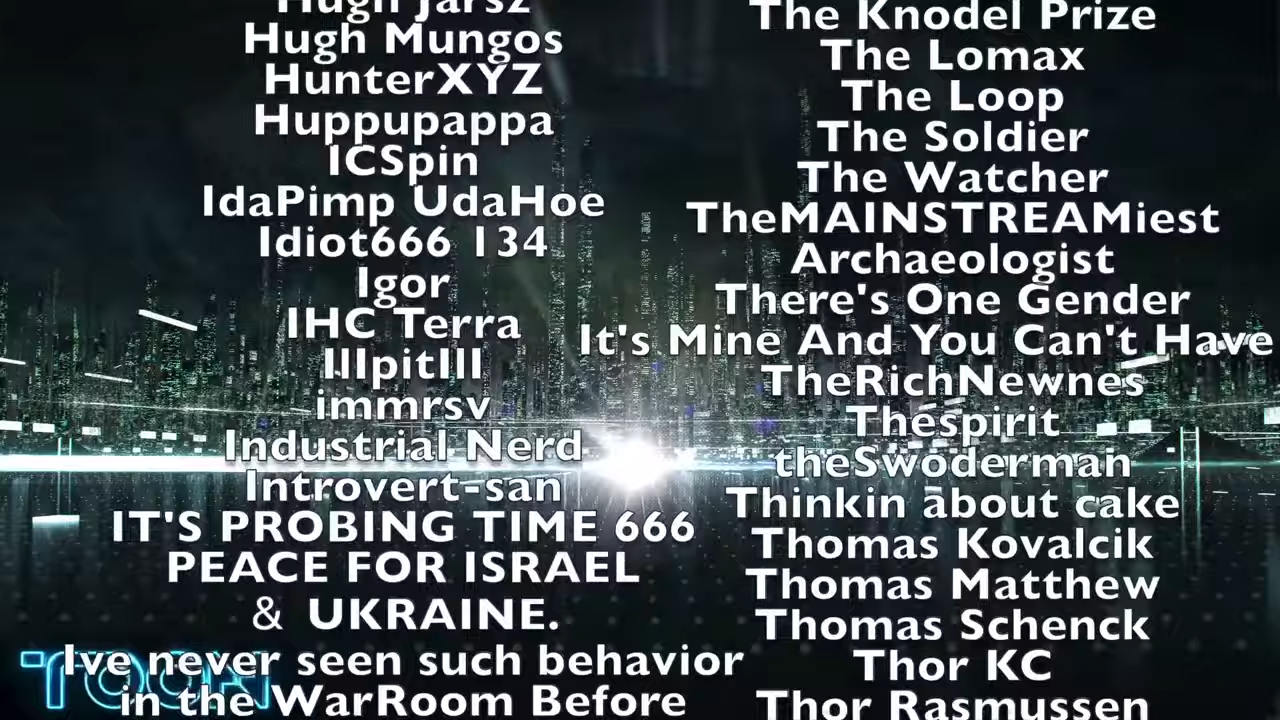 Hugh Jarsz
Hugh Mungos
HunterXYZ
Huppupappa
ICSpin
IdaPimp UdaHoe
Idiot666 134
Igor
IHC Terra
IllpitIll
immrsv
Industrial Nerd
Introvert-san
IT'S PROBING TIME 666
PEACE FOR ISRAEL
& UKRAINE.
Ive never seen such behavior
in the WarRoom Before
The Knodel Prize
The Lomax
The Loop
The Soldier
The Watcher
TheMAINSTREAMiest
Archaeologist
There's One Gender
It's Mine And You Can't Have
TheRichNewnes
Thespirit
theSwoderman
Thinkin about cake
Thomas Kovalcik
Thomas Matthew
Thomas Schenck
Thor KC
Thor Rasmussen